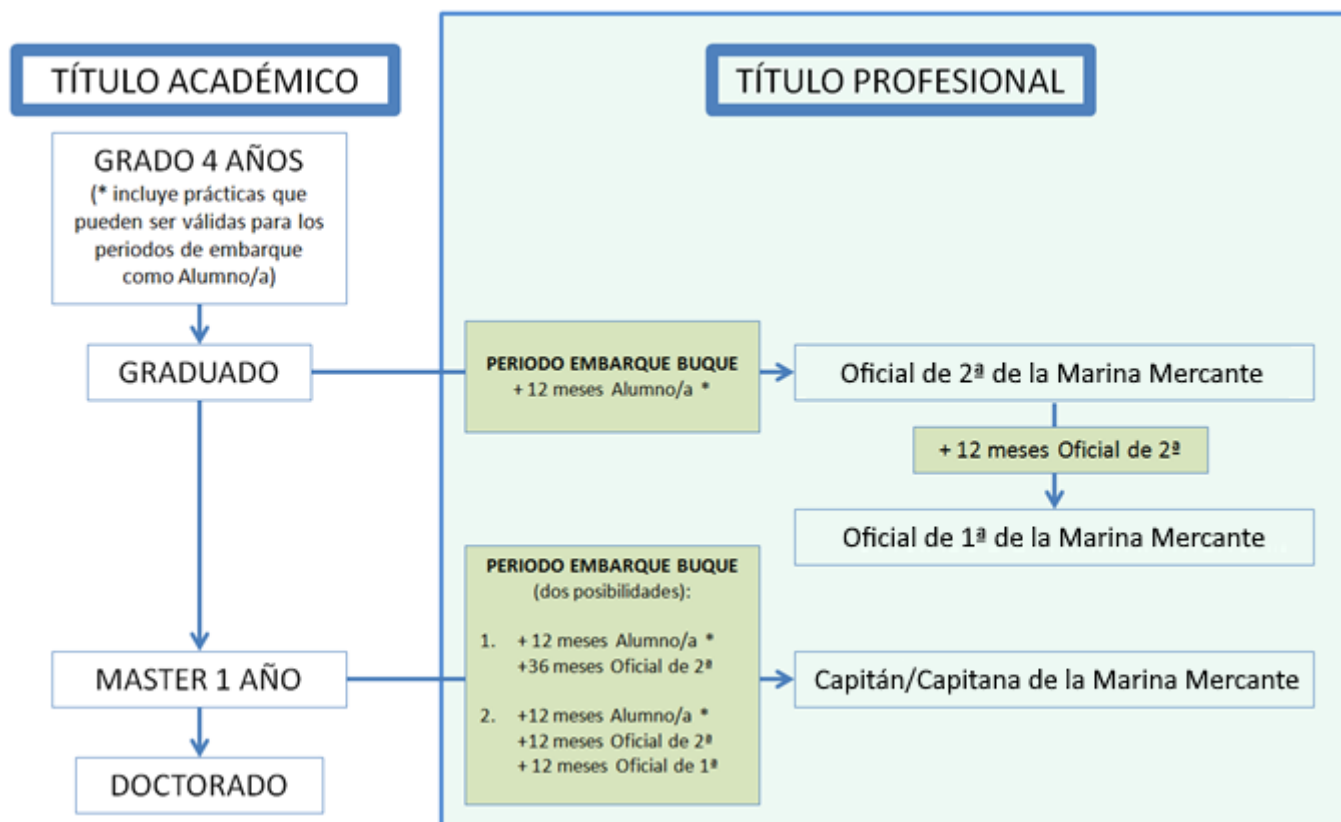 TÍTULO ACADÉMICO
TÍTULO PROFESIONAL
GRADO 4 AÑOS
(* incluye prácticas que
pueden ser válidas para los
periodos de embarque
como Alumno/a)
GRADUADO
PERIODO EMBARQUE BUQUE
+ 12 meses Alumno/a *
Oficial de 2ª de la Marina Mercante
+ 12 meses Oficial de 2ª
Oficial de 1ª de la Marina Mercante
MASTER 1 AÑO
PERIODO EMBARQUE BUQUE
(dos posibilidades):
1. + 12 meses Alumno/a *
+36 meses Oficial de 2ª
2. +12 meses Alumno/a *
+12 meses Oficial de 2ª
+ 12 meses Oficial de 1ª
Capitán/Capitana de la Marina Mercante
DOCTORADO